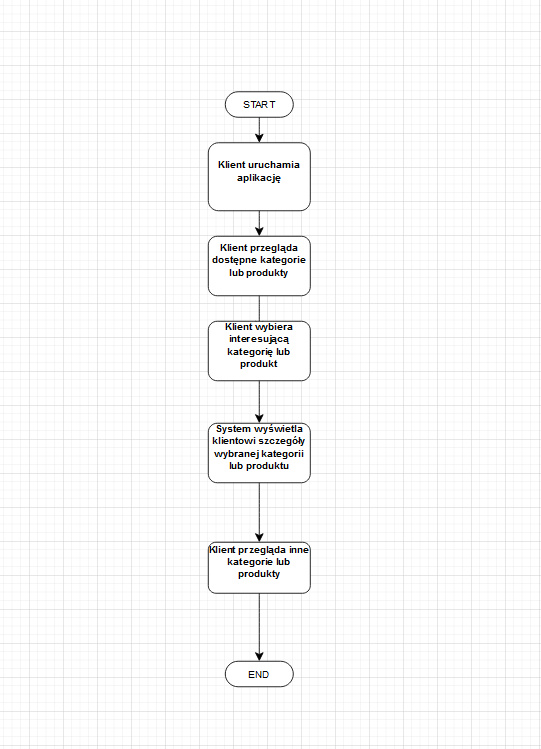 START
Klient uruchamia
aplikację
Klient przegląda
dostępne kategorie
lub produkty
Klient wybiera
interesującą
kategorię lub
produkt
System wyświetla
klientowi szczegóły
wybranej kategorii
lub produktu
Klient przegląda inne
kategorie lub
produkty
END